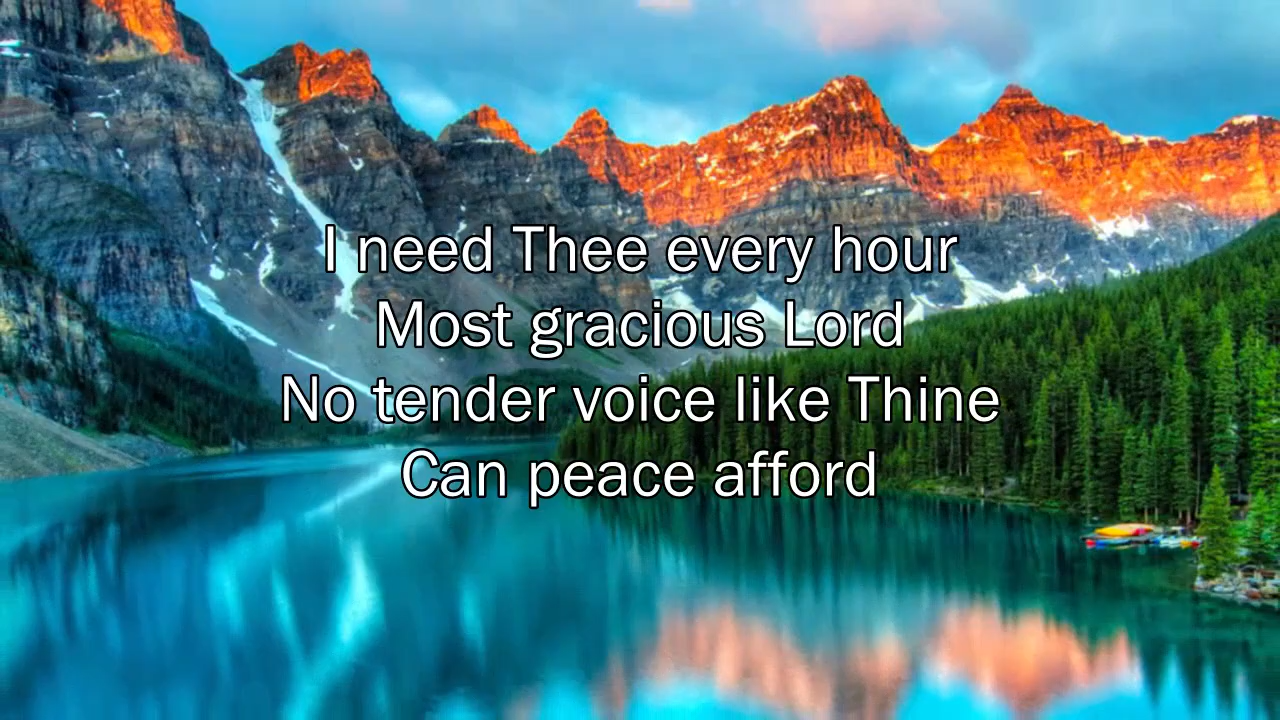 I need Thee every hour
Most gracious Lord
No tender voice like Thine
Can peace afford